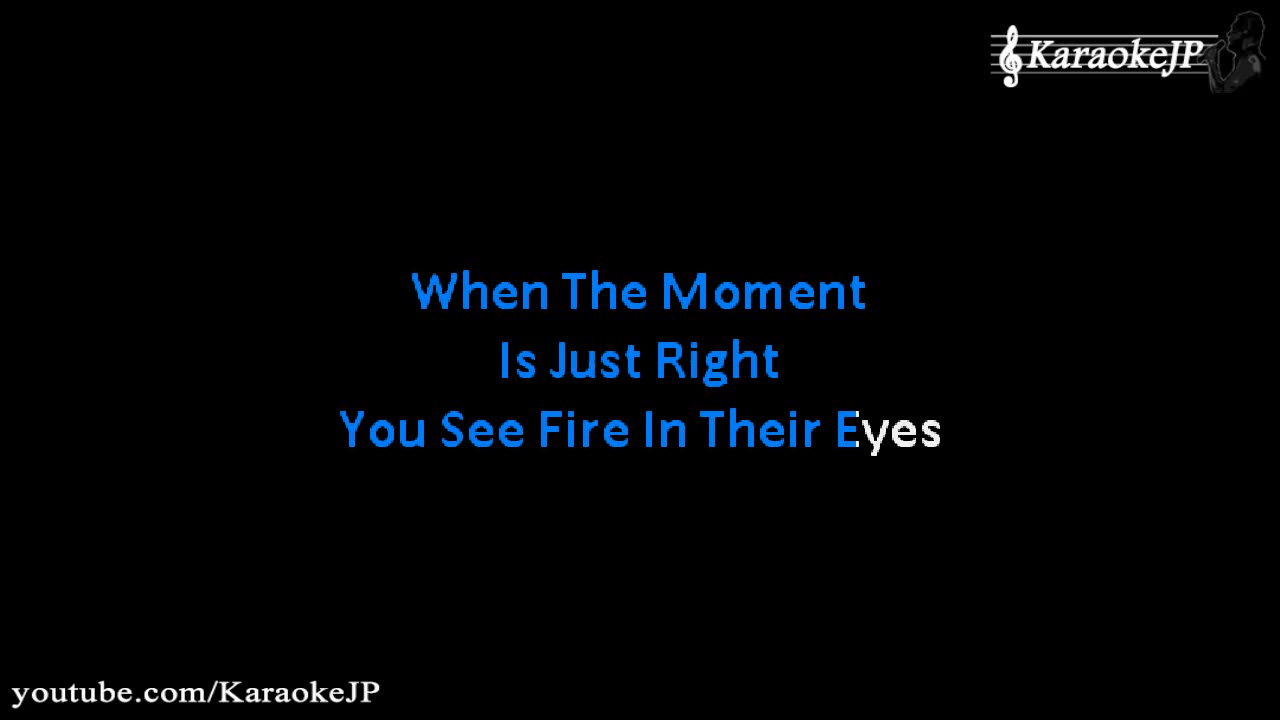 KaraokeJP
When The Moment
Is Just Right
You See Fire In Their Eyes
youtube.com/KaraokeJP